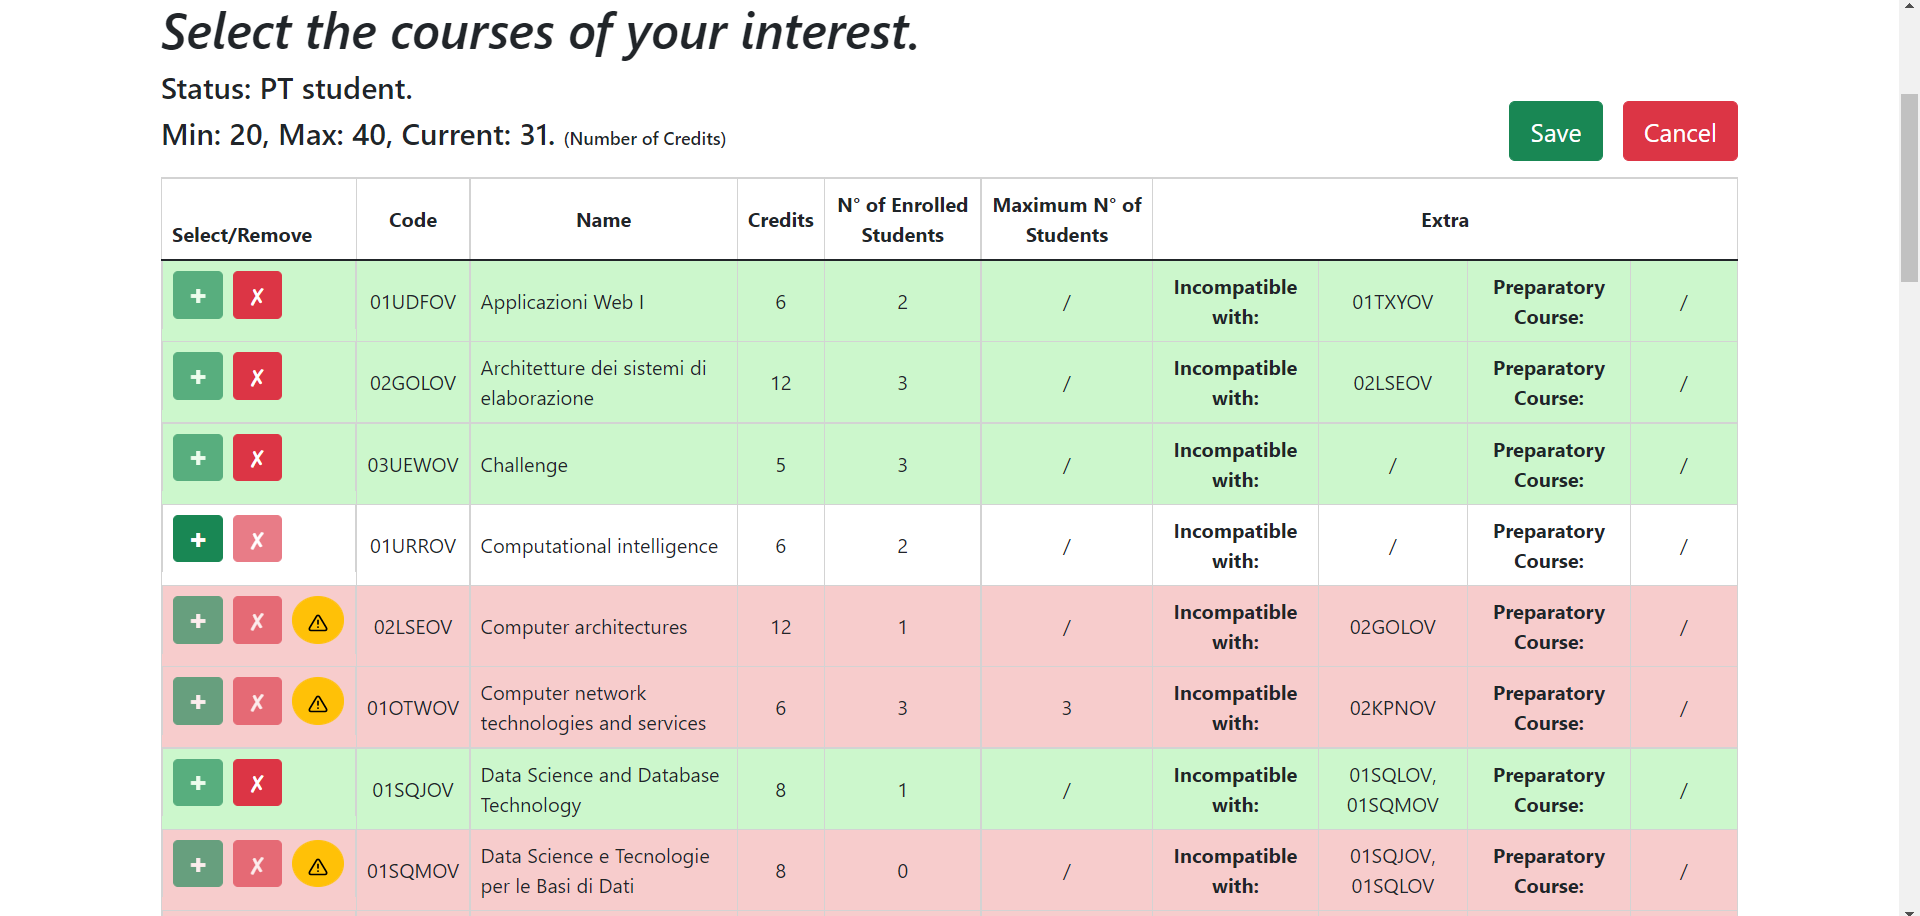 Select the courses of your interest.
Status: PT student.
Min: 20, Max: 40, Current: 31. (Number of Credits)
Save
Cancel
Select/Remove
Code
Name
Credits
N° of Enrolled
Students
Maximum N° of
Students
Extra
+ ✗ 01UDFOV Applicazioni Web I 6 2 / Incompatible with: 01TXYOV Preparatory Course: /
+ ✗ 02GOLOV Architetture dei sistemi di elaborazione 12 3 / Incompatible with: 02LSEOV Preparatory Course: /
+ ✗ 03UEWOV Challenge 5 3 / Incompatible with: / Preparatory Course: /
+ ✗ 01URROV Computational intelligence 6 2 / Incompatible with: / Preparatory Course: /
+ ✗ ⚠ 02LSEOV Computer architectures 12 1 / Incompatible with: 02GOLOV Preparatory Course: /
+ ✗ ⚠ 01OTWOV Computer network technologies and services 6 3 3 Incompatible with: 02KPNOV Preparatory Course: /
+ ✗ 01SQJOV Data Science and Database Technology 8 1 / Incompatible with: 01SQLOV, 01SQMOV Preparatory Course: /
+ ✗ ⚠ 01SQMOV Data Science e Tecnologie per le Basi di Dati 8 0 / Incompatible with: 01SQJOV, 01SQLOV Preparatory Course: /